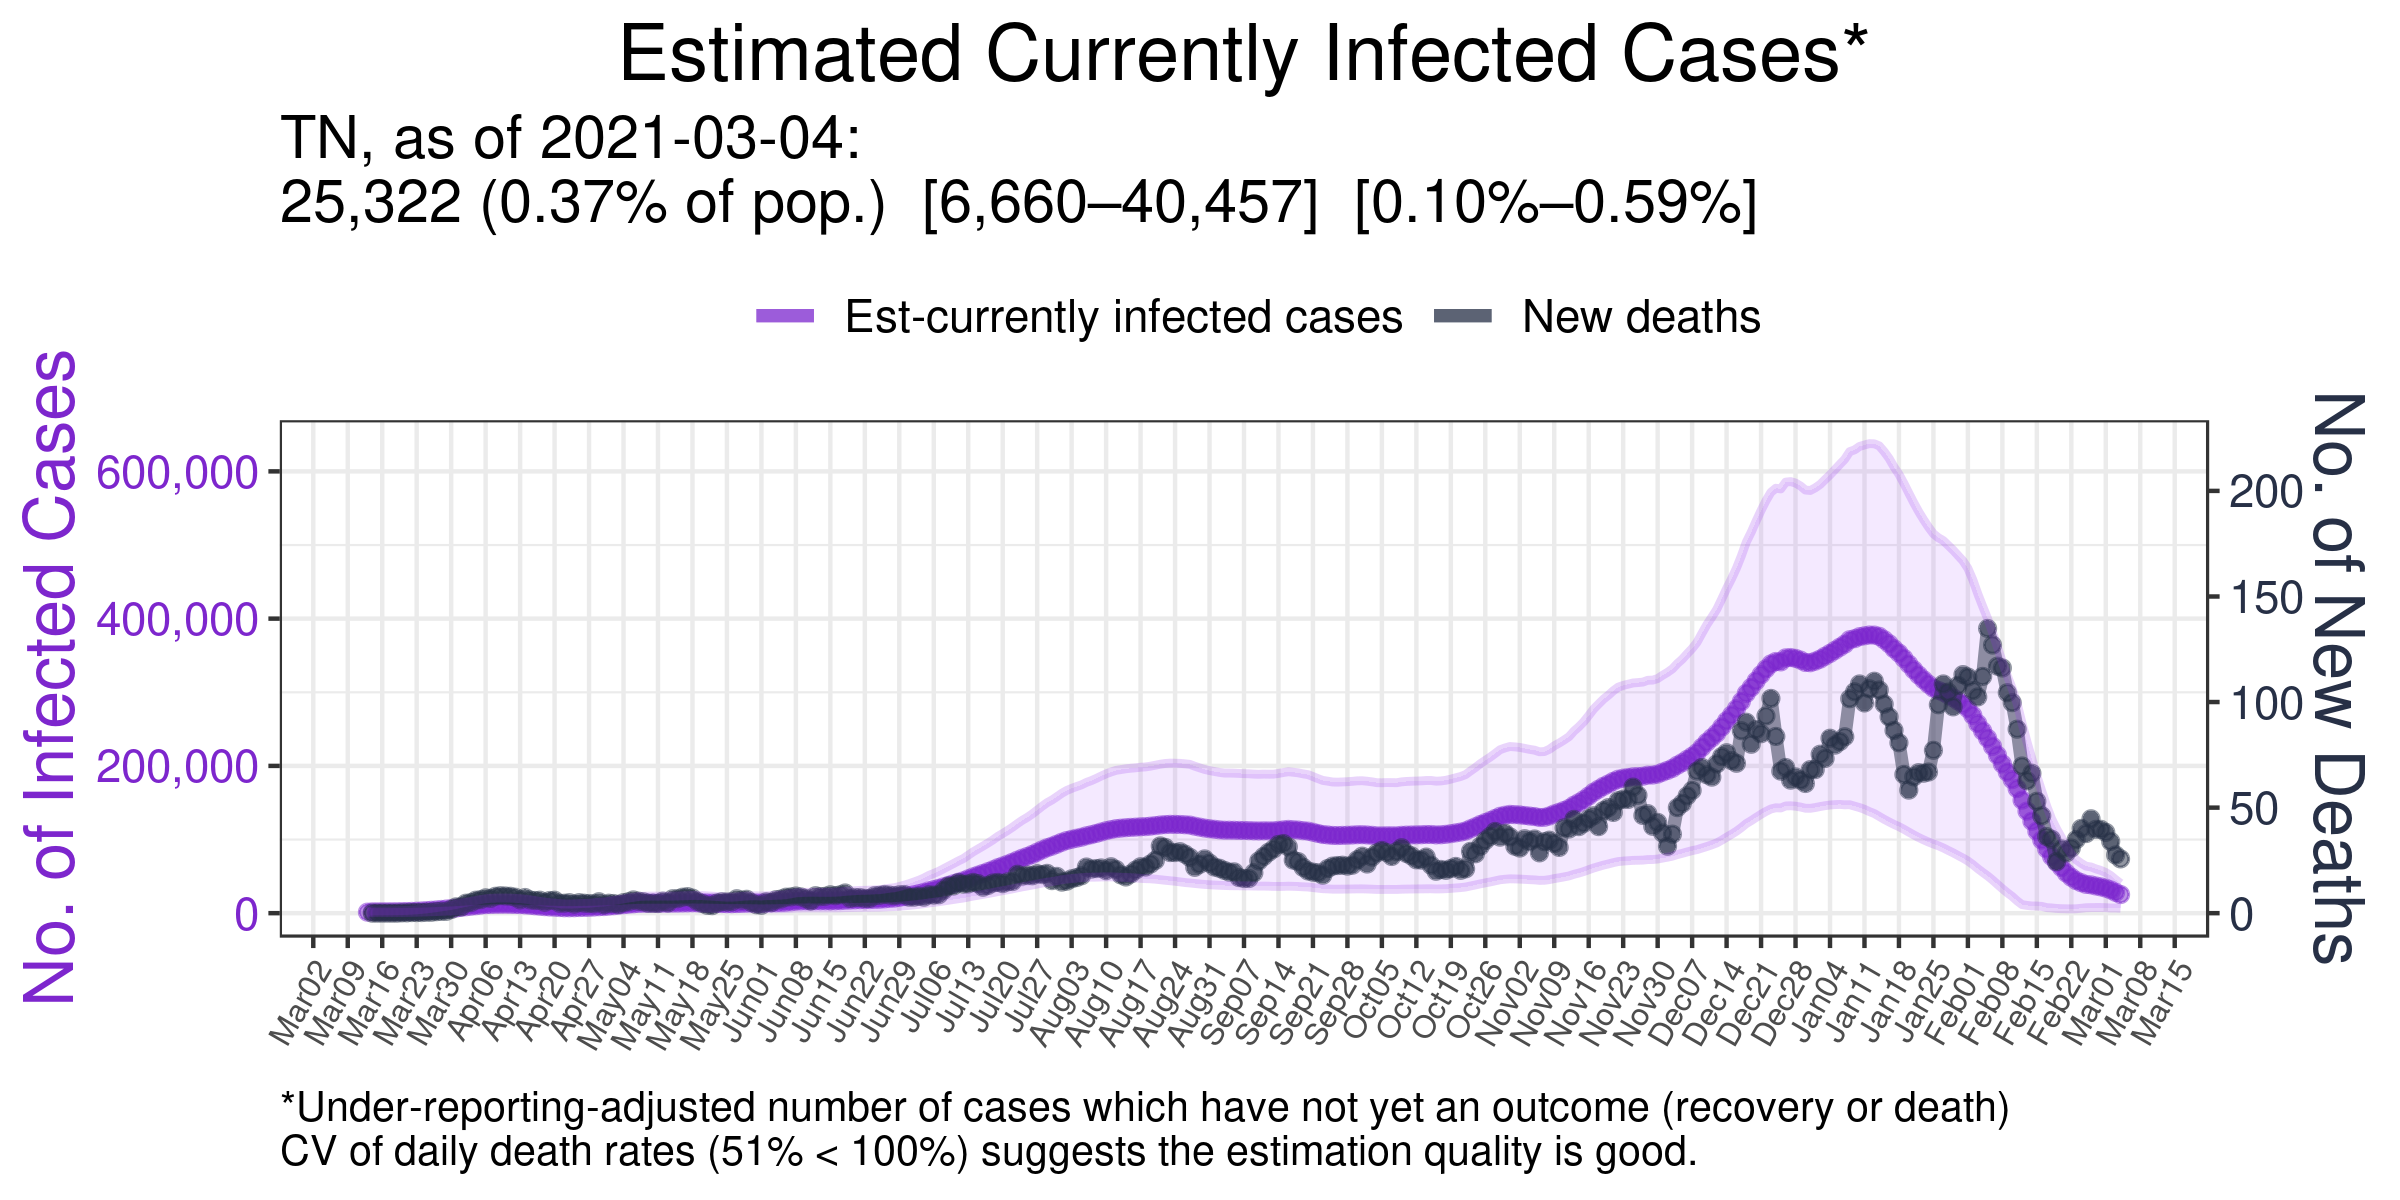 Estimated Currently Infected Cases*
TN, as of 2021-03-04:
25,322 (0.37% of pop.)  [6,660–40,457]  [0.10%–0.59%]
Est-currently infected cases
New deaths
No. of Infected Cases
600,000
400,000
200,000
0
200
150
100
50
0
No. of New Deaths
Mar02
Mar09
Mar16
Mar23
Mar30
Apr06
Apr13
Apr20
Apr27
May04
May11
May18
May25
Jun01
Jun08
Jun15
Jun22
Jun29
Jul06
Jul13
Jul20
Jul27
Aug03
Aug10
Aug17
Aug24
Aug31
Sep07
Sep14
Sep21
Sep28
Oct05
Oct12
Oct19
Oct26
Nov02
Nov09
Nov16
Nov23
Nov30
Dec07
Dec14
Dec21
Dec28
Jan04
Jan11
Jan18
Jan25
Feb01
Feb08
Feb15
Feb22
Mar01
Mar08
Mar15
*Under-reporting-adjusted number of cases which have not yet an outcome (recovery or death)
CV of daily death rates (51% < 100%) suggests the estimation quality is good.